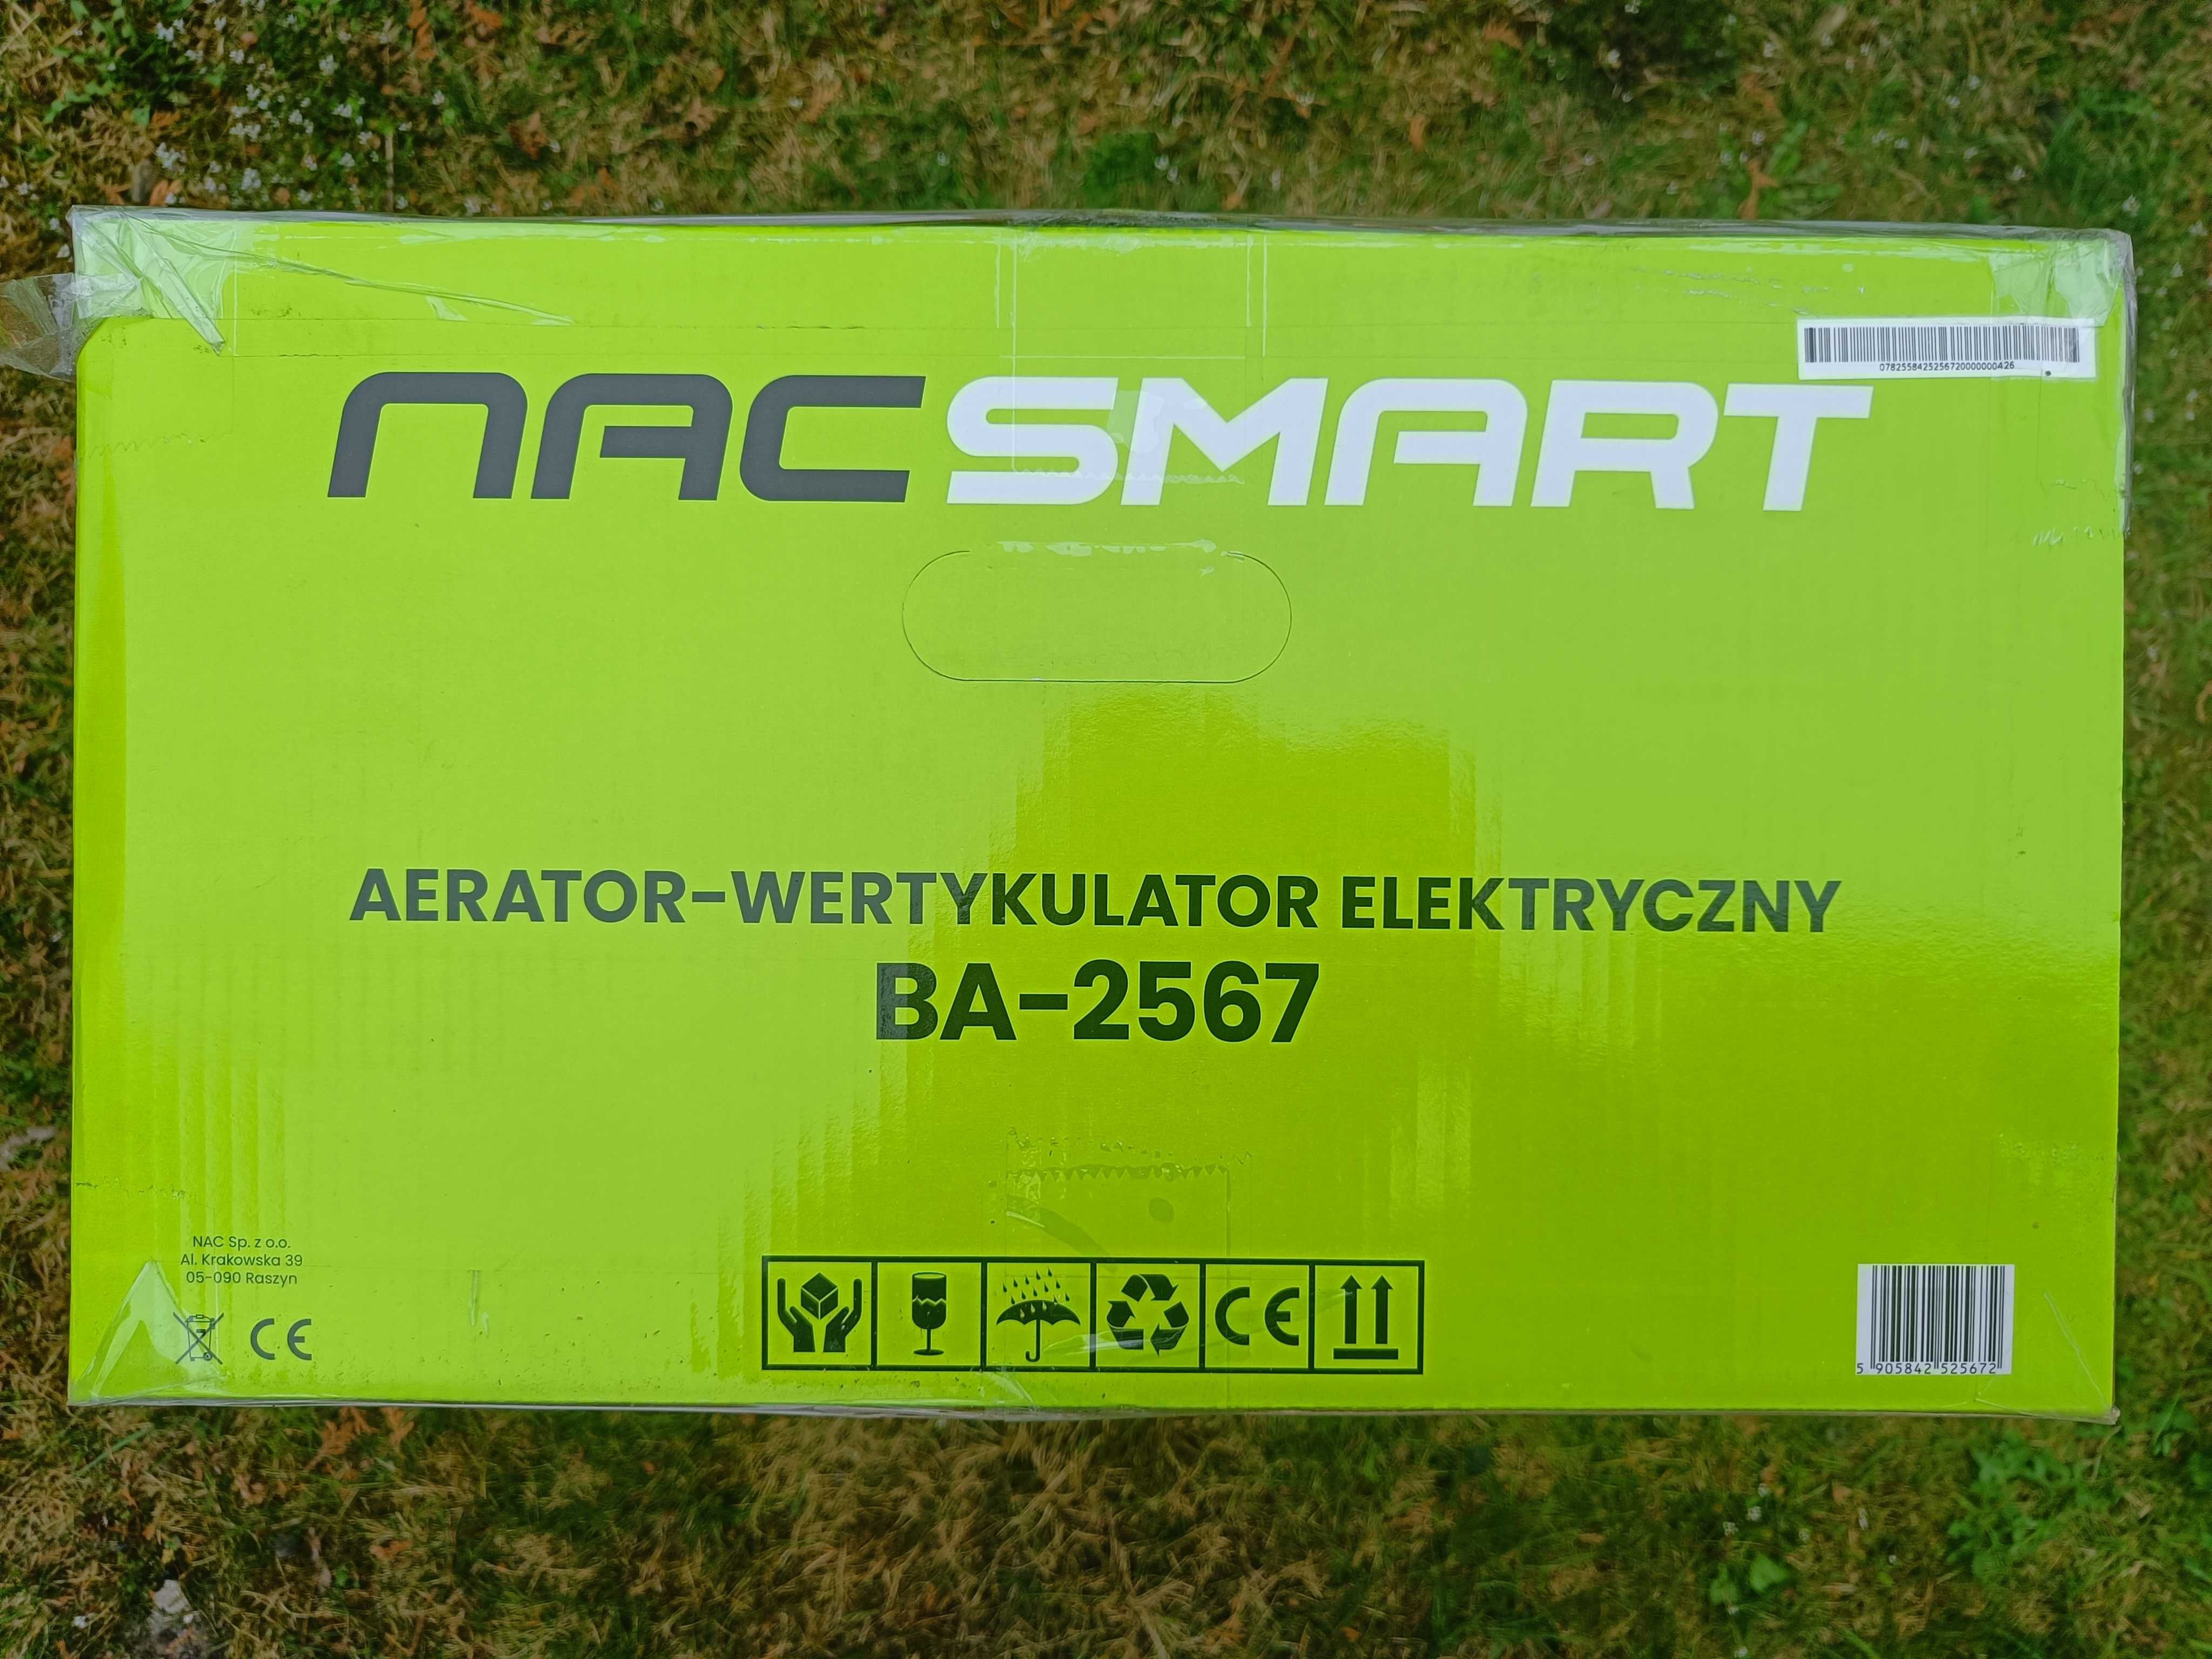 NACSMART
0782558425256720000000426
AERATOR-WERTYKULATOR ELEKTRYCZNY
BA-2567
NAC Sp. z o.o.
Al. Krakowska 39
05-090 Raszyn
CE
CE
5 905842 525672